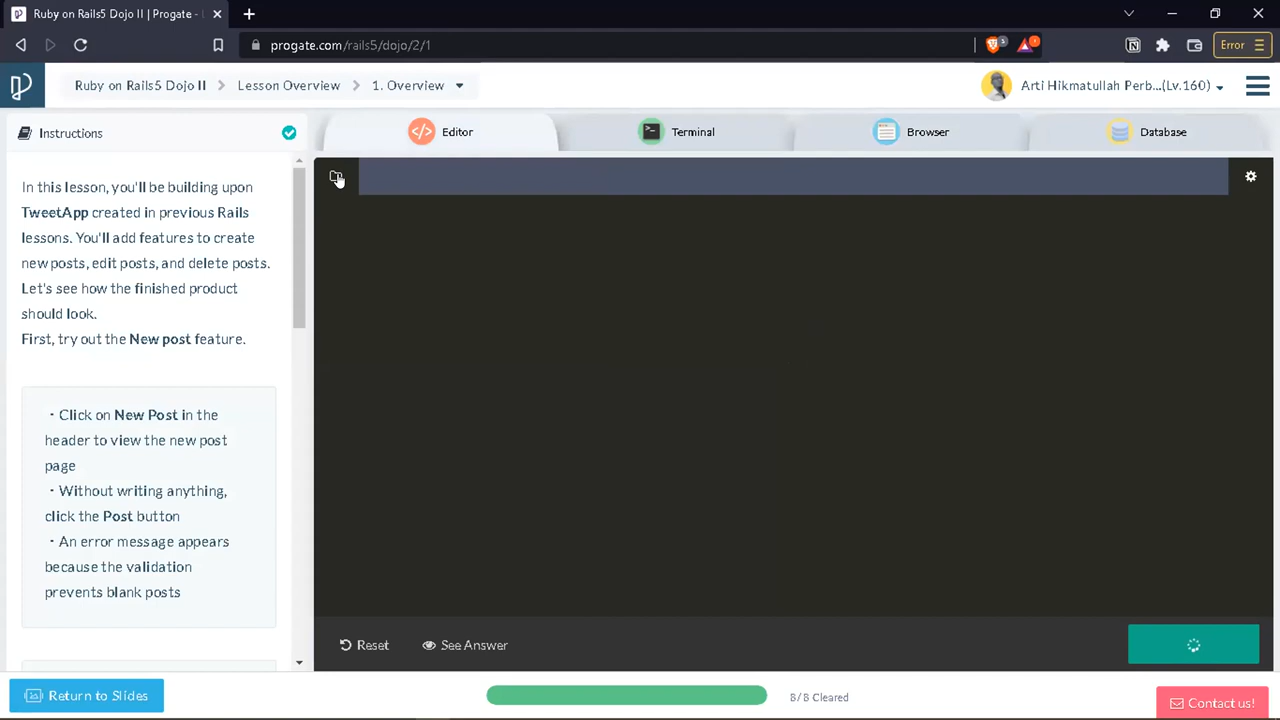 Ruby on Rails5 Dojo II | Progate -
progate.com/rails5/dojo/2/1
Error
Ruby on Rails5 Dojo II
Lesson Overview
1. Overview
Arti Hikmatullah Perb...(Lv.160)
Instructions
Editor
Terminal
Browser
Database
In this lesson, you'll be building upon
TweetApp created in previous Rails
lessons. You'll add features to create
new posts, edit posts, and delete posts.
Let's see how the finished product
should look.
First, try out the New post feature.
・Click on New Post in the
header to view the new post
page
・Without writing anything,
click the Post button
・An error message appears
because the validation
prevents blank posts
Reset
See Answer
Return to Slides
8/8 Cleared
Contact us!